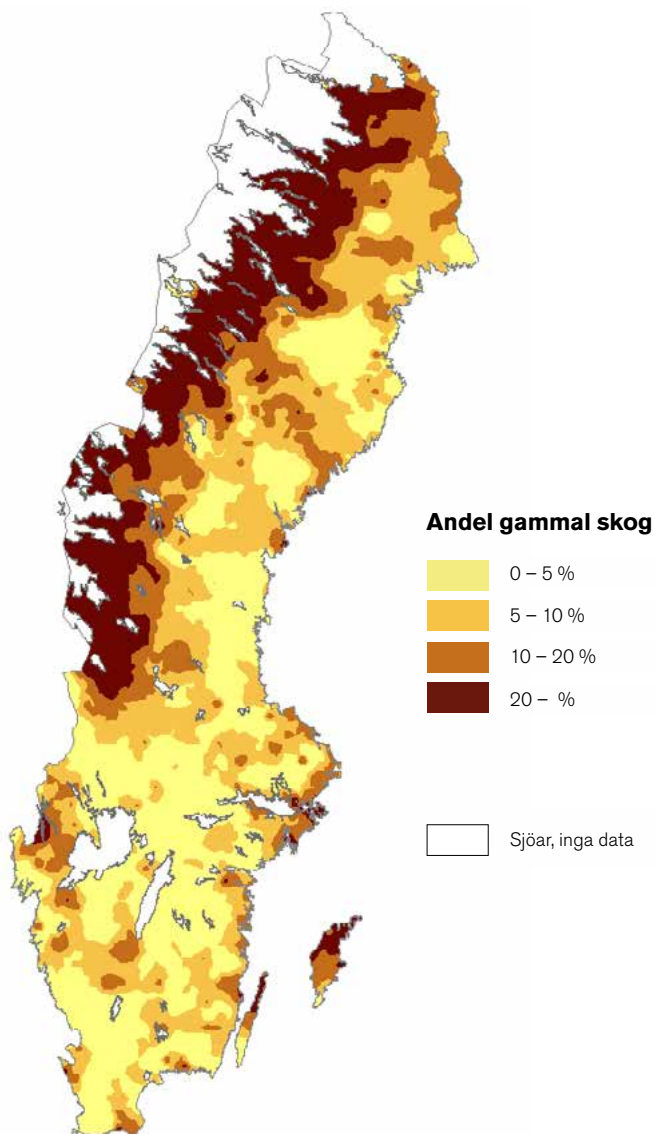 Andel gammal skog
0 – 5 %
5 – 10 %
10 – 20 %
20 – %
Sjöar, inga data